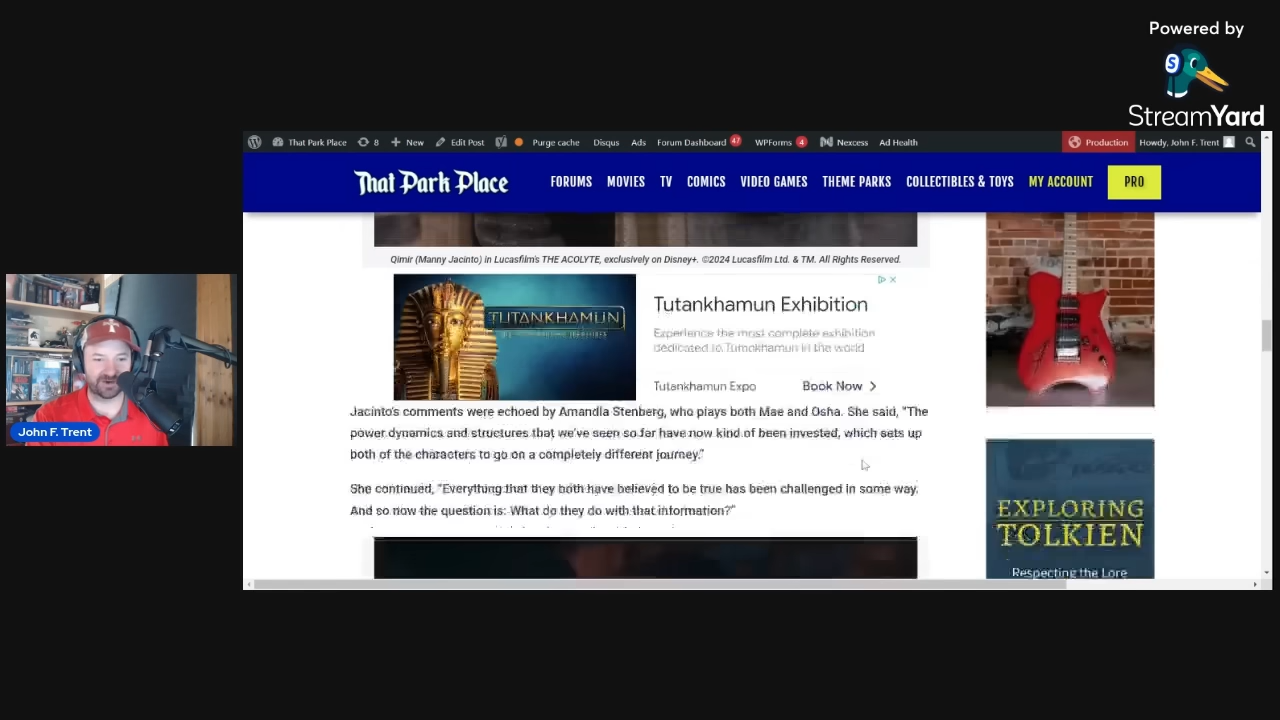 Powered by
S
StreamYard
That Park Place 8 New Edit Post Purge cache Disqus Ads Forum Dashboard 47 WPForms 4 Nexcess Ad Health Production Howdy, John F. Trent
That Park Place
FORUMS MOVIES TV COMICS VIDEO GAMES THEME PARKS COLLECTIBLES & TOYS MY ACCOUNT PRO
Qimir (Manny Jacinto) in Lucasfilm's THE ACOLYTE, exclusively on Disney+. ©2024 Lucasfilm Ltd. & TM. All Rights Reserved.
TUTANKHAMUN
Tutankhamun Exhibition
Experience the most complete exhibition
dedicated to Tutankhamun in the world
Tutankhamun Expo Book Now
Jacinto's comments were echoed by Amandla Stenberg, who plays both Mae and Osha. She said, "The
power dynamics and structures that we've seen so far have now kind of been invested, which sets up
both of the characters to go on a completely different journey."
She continued, "Everything that they both have believed to be true has been challenged in some way.
And so now the question is: What do they do with that information?"
EXPLORING
TOLKIEN
Respecting the Lore
John F. Trent